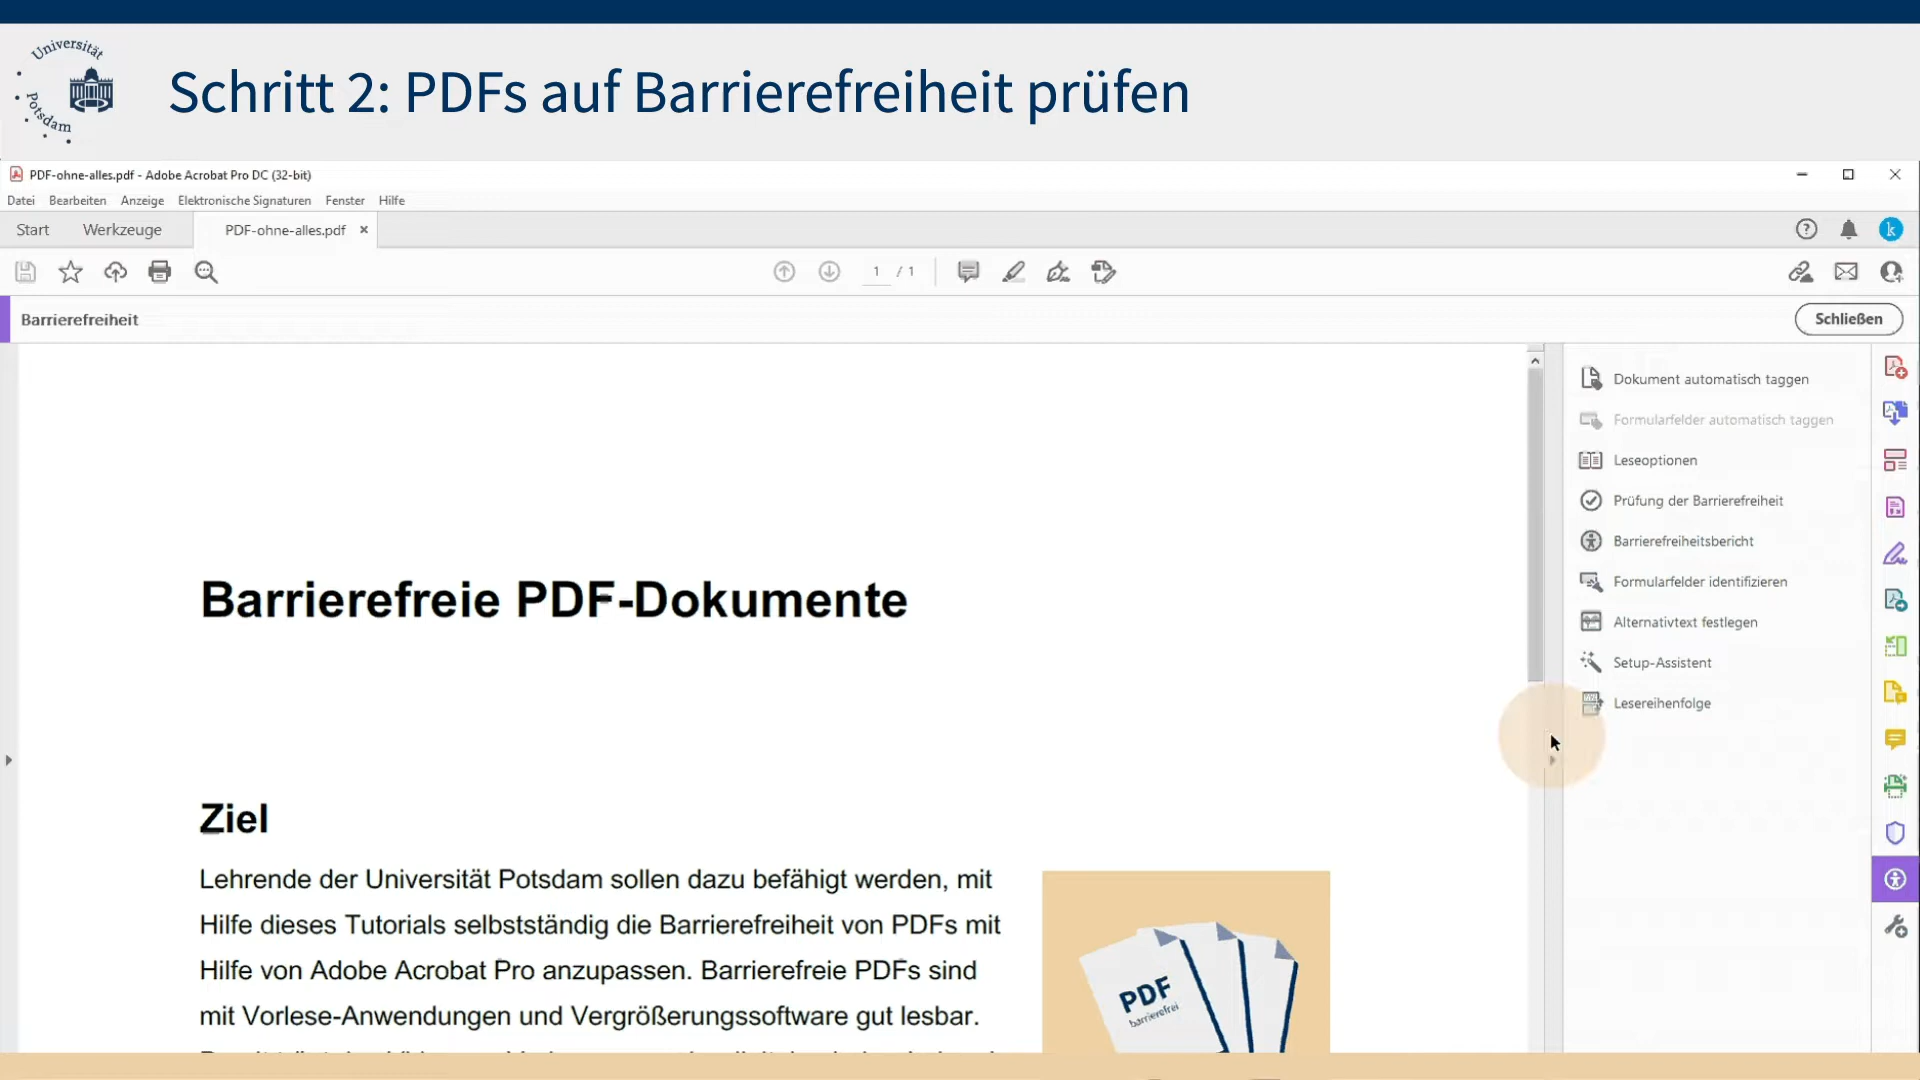 Universität
Potsdam
Schritt 2: PDFs auf Barrierefreiheit prüfen
PDF-ohne-alles.pdf - Adobe Acrobat Pro DC (32-bit)
Datei Bearbeiten Anzeige Elektronische Signaturen Fenster Hilfe
Start Werkzeuge PDF-ohne-alles.pdf ×
k
1 / 1
Barrierefreiheit
Schließen
Dokument automatisch taggen
Formularfelder automatisch taggen
Leseoptionen
Prüfung der Barrierefreiheit
Barrierefreiheitsbericht
Formularfelder identifizieren
Alternativtext festlegen
Setup-Assistent
Lesereihenfolge
Barrierefreie PDF-Dokumente
Ziel
Lehrende der Universität Potsdam sollen dazu befähigt werden, mit
Hilfe dieses Tutorials selbstständig die Barrierefreiheit von PDFs mit
Hilfe von Adobe Acrobat Pro anzupassen. Barrierefreie PDFs sind
mit Vorlese-Anwendungen und Vergrößerungssoftware gut lesbar.
PDF
barrierefrei